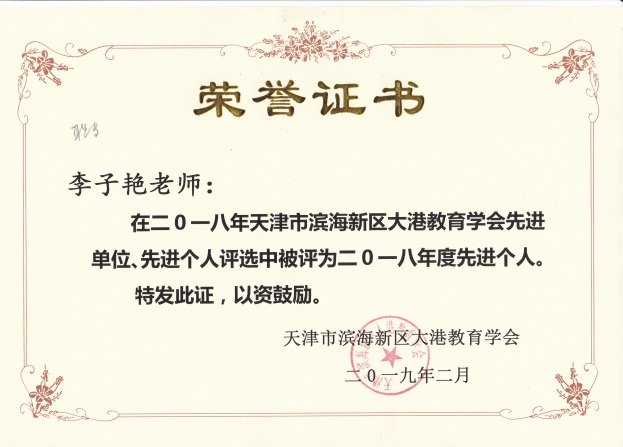 荣誉证书
李子艳老师：
在二０一八年天津市滨海新区大港教育学会先进
单位、先进个人评选中被评为二０一八年度先进个人。
特发此证，以资鼓励。
天津市滨海新区大港教育学会
二０一九年二月